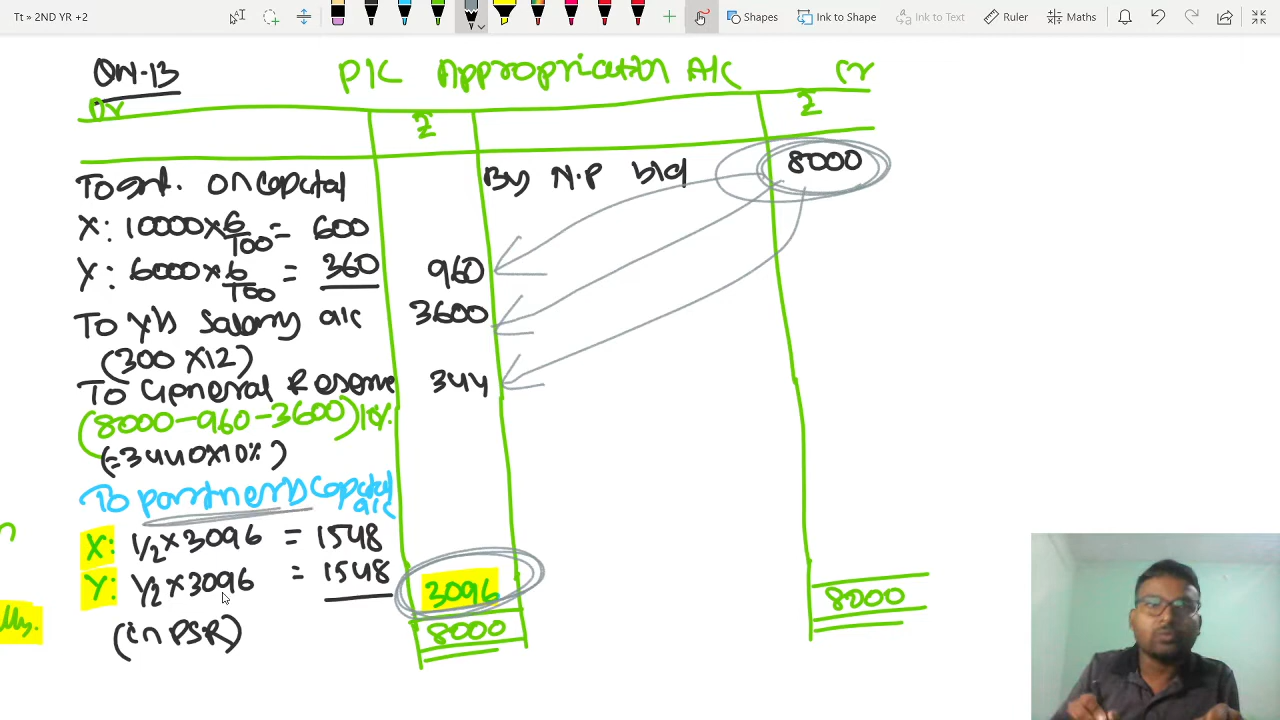 Tt » 2ND YR +2
Shapes
Ink to Shape
Ink to Text
Ruler
Maths
QN-13
P/L Appropriation A/C
Cr
Dr
₹
₹
To Int. on capital
By N.P b/d
8000
X: 10000×6/100= 600
Y: 6000×6/100 = 360
960
To Y's Salary a/c
3600
(300 ×12)
To General Reserve
344
(8000-960-3600)10%
(=3440×10%)
To partner's capital a/c
X: 1/2×3096 = 1548
Y: 1/2×3096 = 1548
3096
8000
(in PSR)
8000
lly.